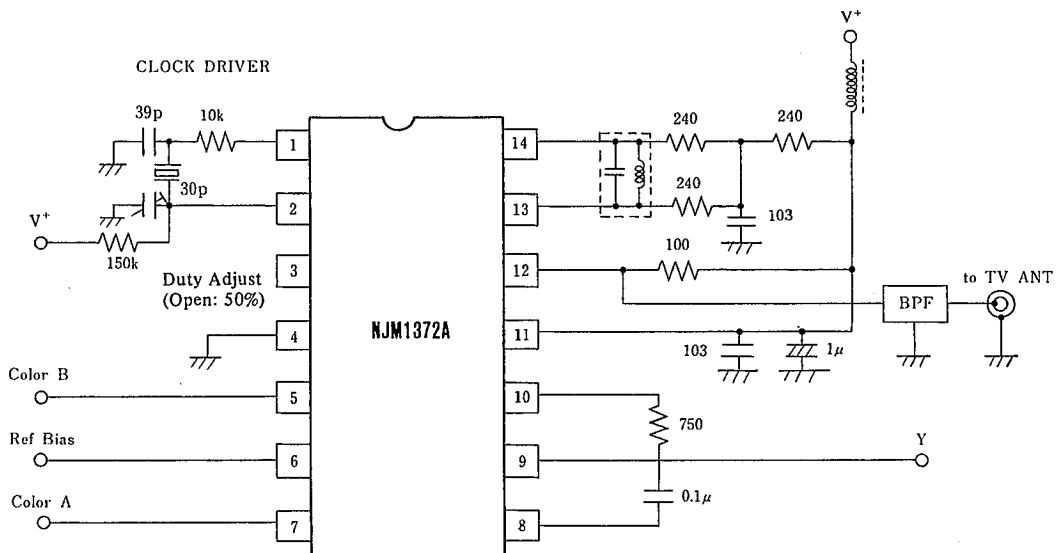 V⁺
CLOCK DRIVER
39p
10k
240
240
1
14
30p
240
2
13
103
V⁺
150k
100
3
12
Duty Adjust
(Open: 50%)
to TV ANT
BPF
NJM1372A
4
11
103
1μ
Color B
5
10
750
Ref Bias
Y
6
9
0.1μ
Color A
7
8